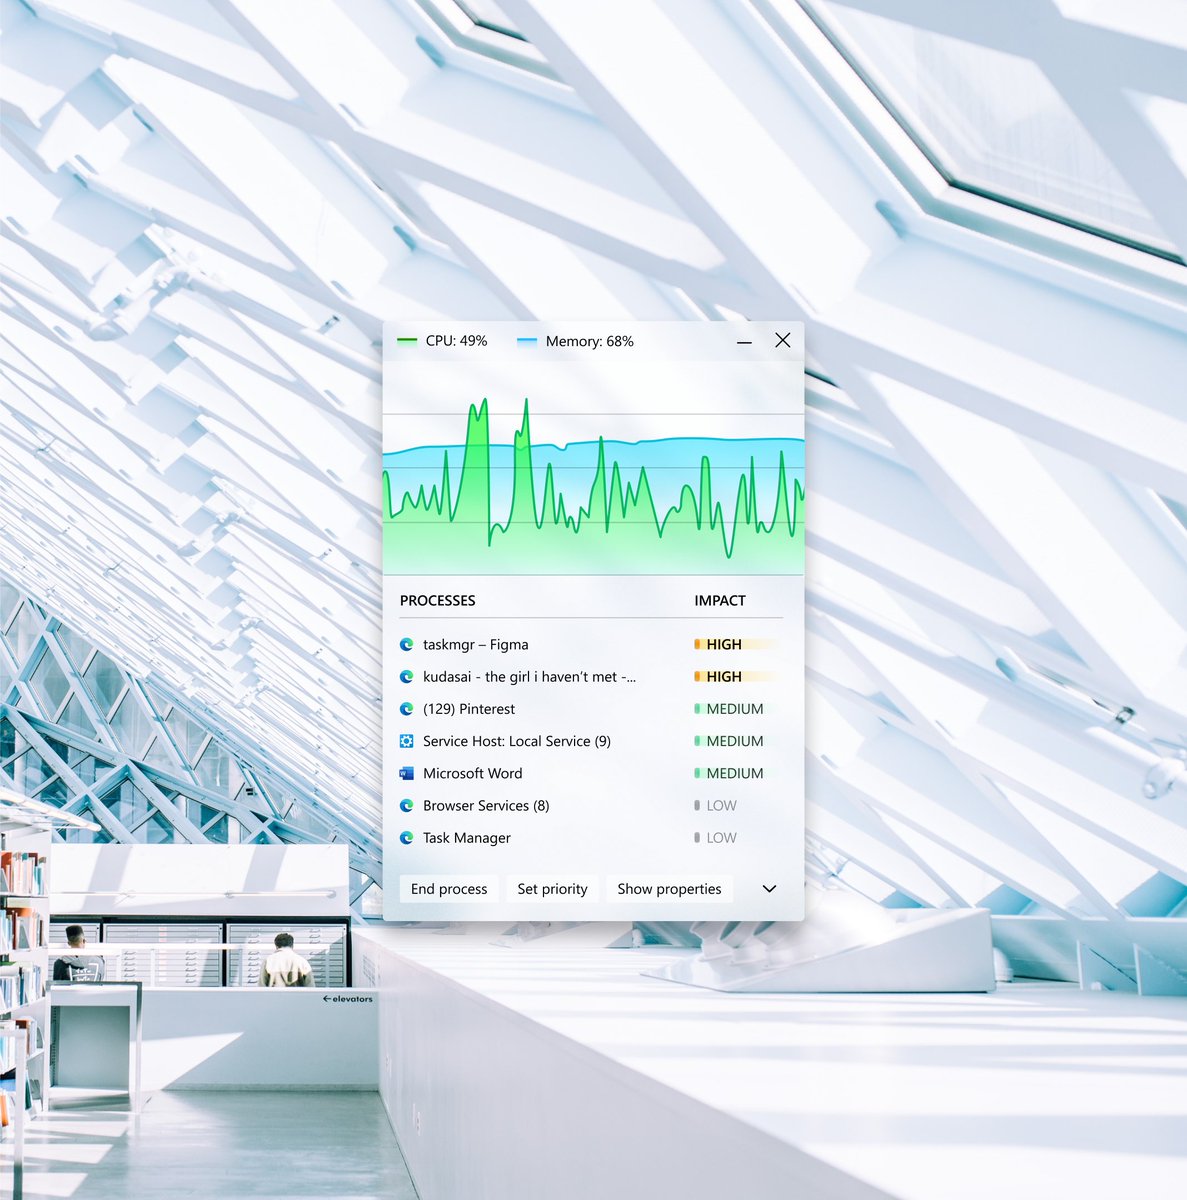 CPU: 49% Memory: 68%
PROCESSES IMPACT
taskmgr – Figma HIGH
kudasai - the girl i haven’t met -... HIGH
(129) Pinterest MEDIUM
Service Host: Local Service (9) MEDIUM
Microsoft Word MEDIUM
Browser Services (8) LOW
Task Manager LOW
End process Set priority Show properties
←elevators